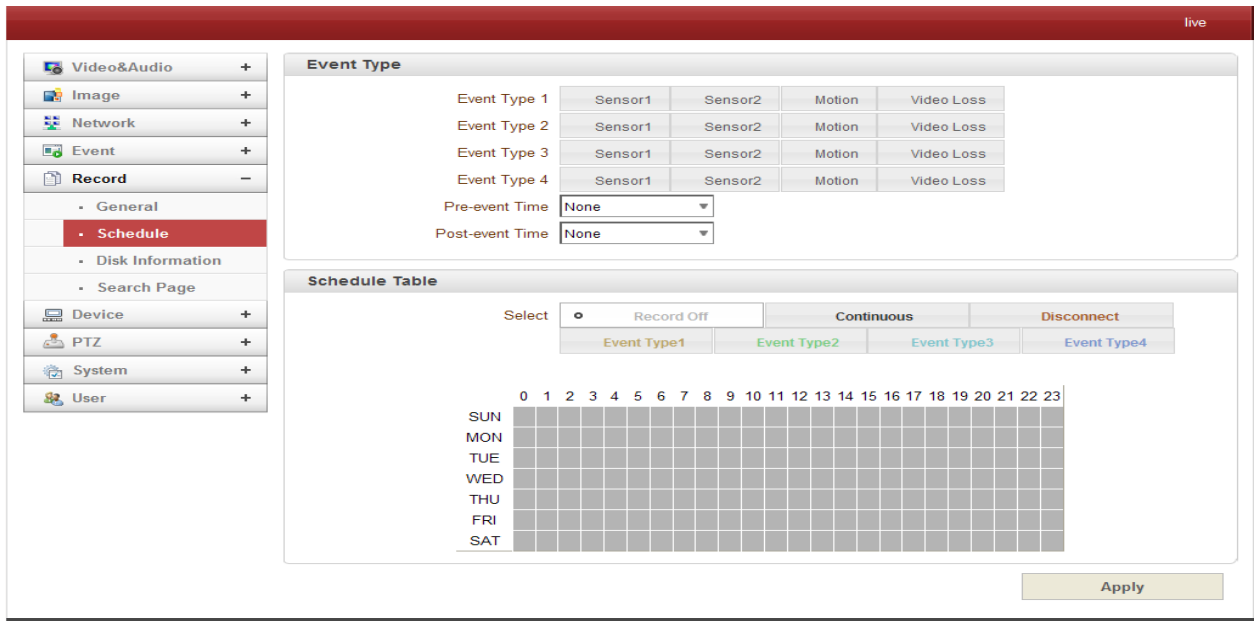 live
Video&Audio +
Image +
Network +
Event +
Record −
General
Schedule
Disk Information
Search Page
Device +
PTZ +
System +
User +
Event Type
Event Type 1 Sensor1 Sensor2 Motion Video Loss
Event Type 2 Sensor1 Sensor2 Motion Video Loss
Event Type 3 Sensor1 Sensor2 Motion Video Loss
Event Type 4 Sensor1 Sensor2 Motion Video Loss
Pre-event Time None
Post-event Time None
Schedule Table
Select Record Off Continuous Disconnect
Event Type1 Event Type2 Event Type3 Event Type4
0 1 2 3 4 5 6 7 8 9 10 11 12 13 14 15 16 17 18 19 20 21 22 23
SUN
MON
TUE
WED
THU
FRI
SAT
Apply